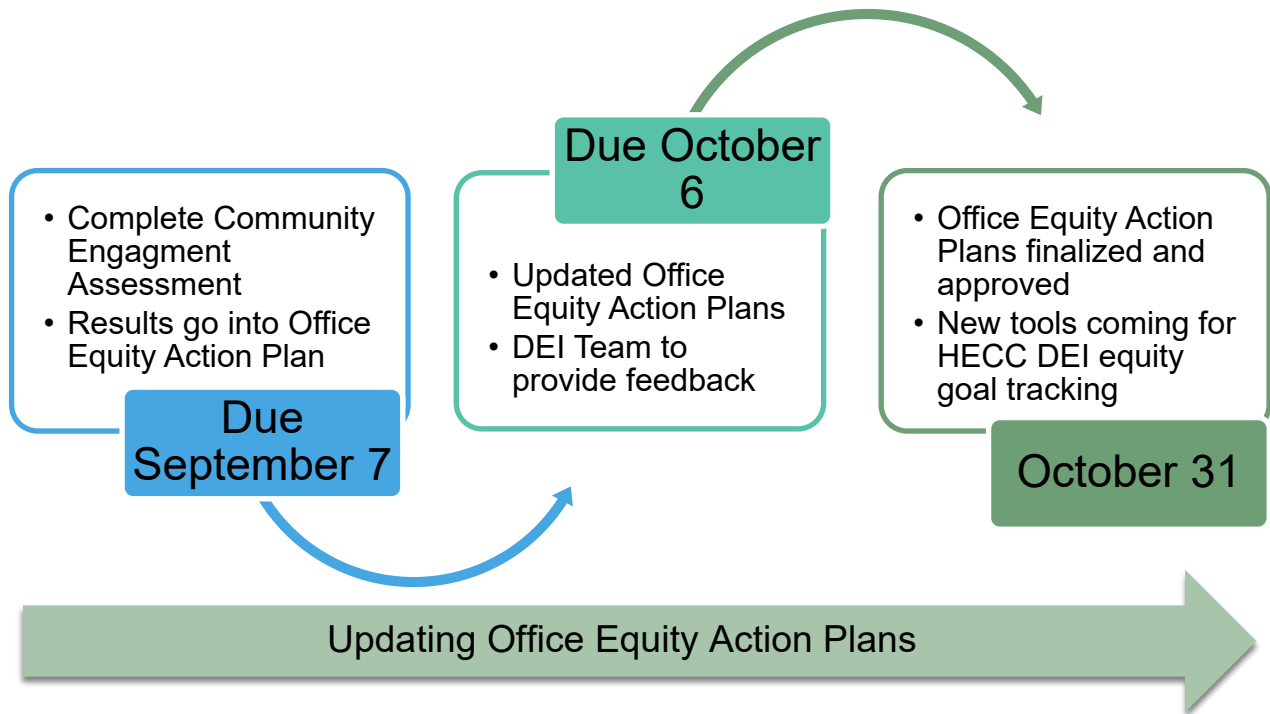 • Complete Community
Engagment
Assessment
• Results go into Office
Equity Action Plan
Due
September 7
Due October
6
• Updated Office
Equity Action Plans
• DEI Team to
provide feedback
• Office Equity Action
Plans finalized and
approved
• New tools coming for
HECC DEI equity
goal tracking
October 31
Updating Office Equity Action Plans